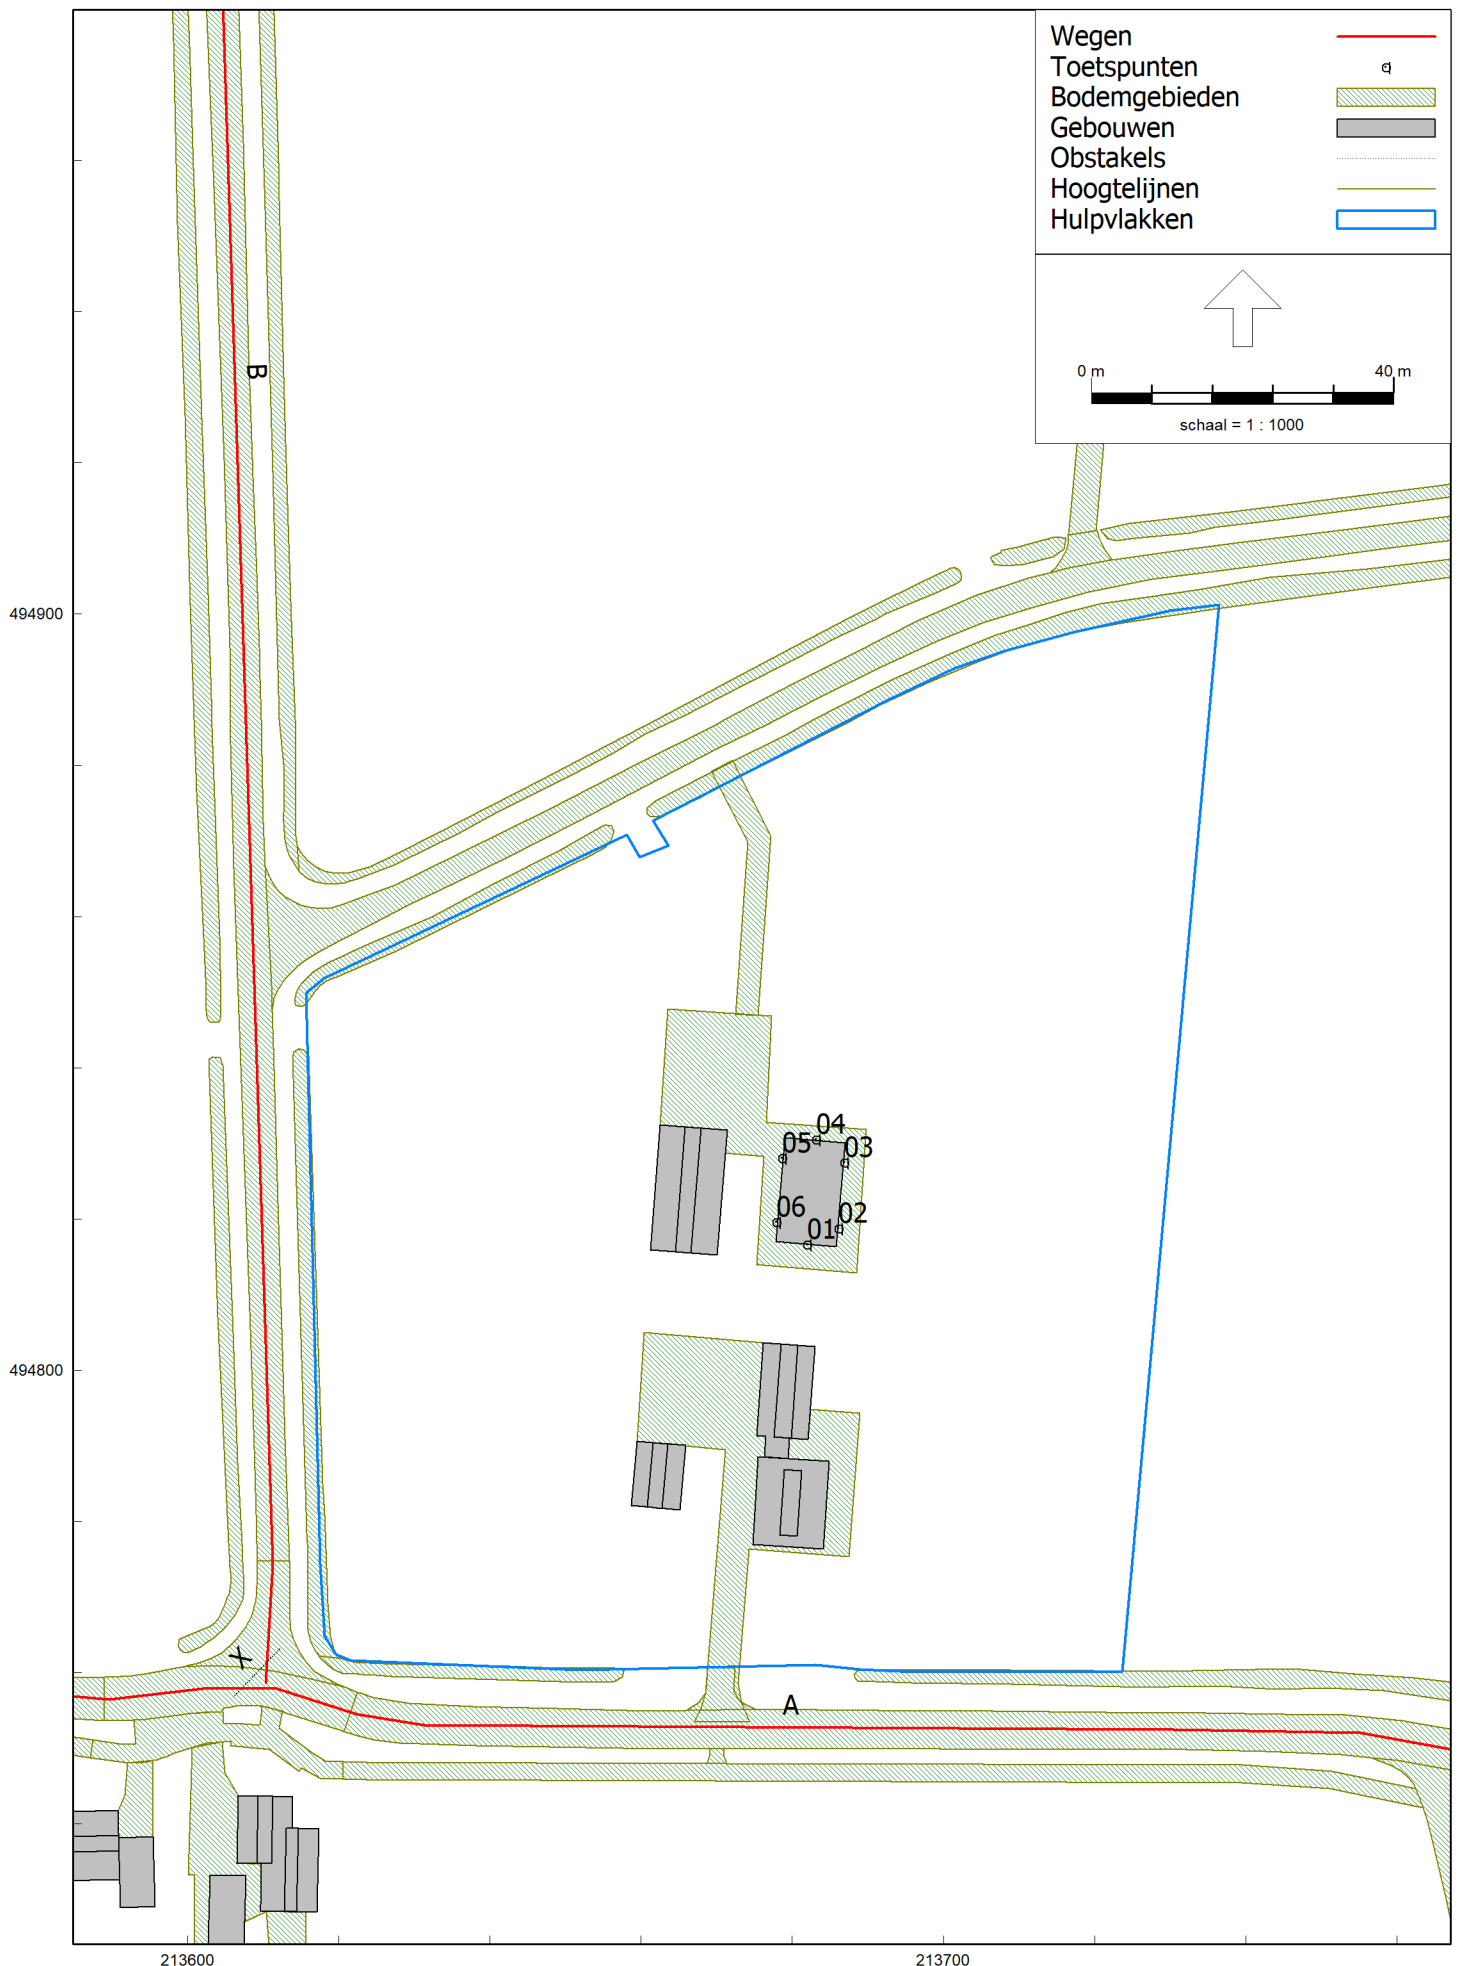 Wegen
Toetspunten
Bodemgebieden
Gebouwen
Obstakels
Hoogtelijnen
Hulpvlakken
0 m 40 m
schaal = 1 : 1000
B
494900
04
05 03
06 02
01
494800
X
A
213600 213700